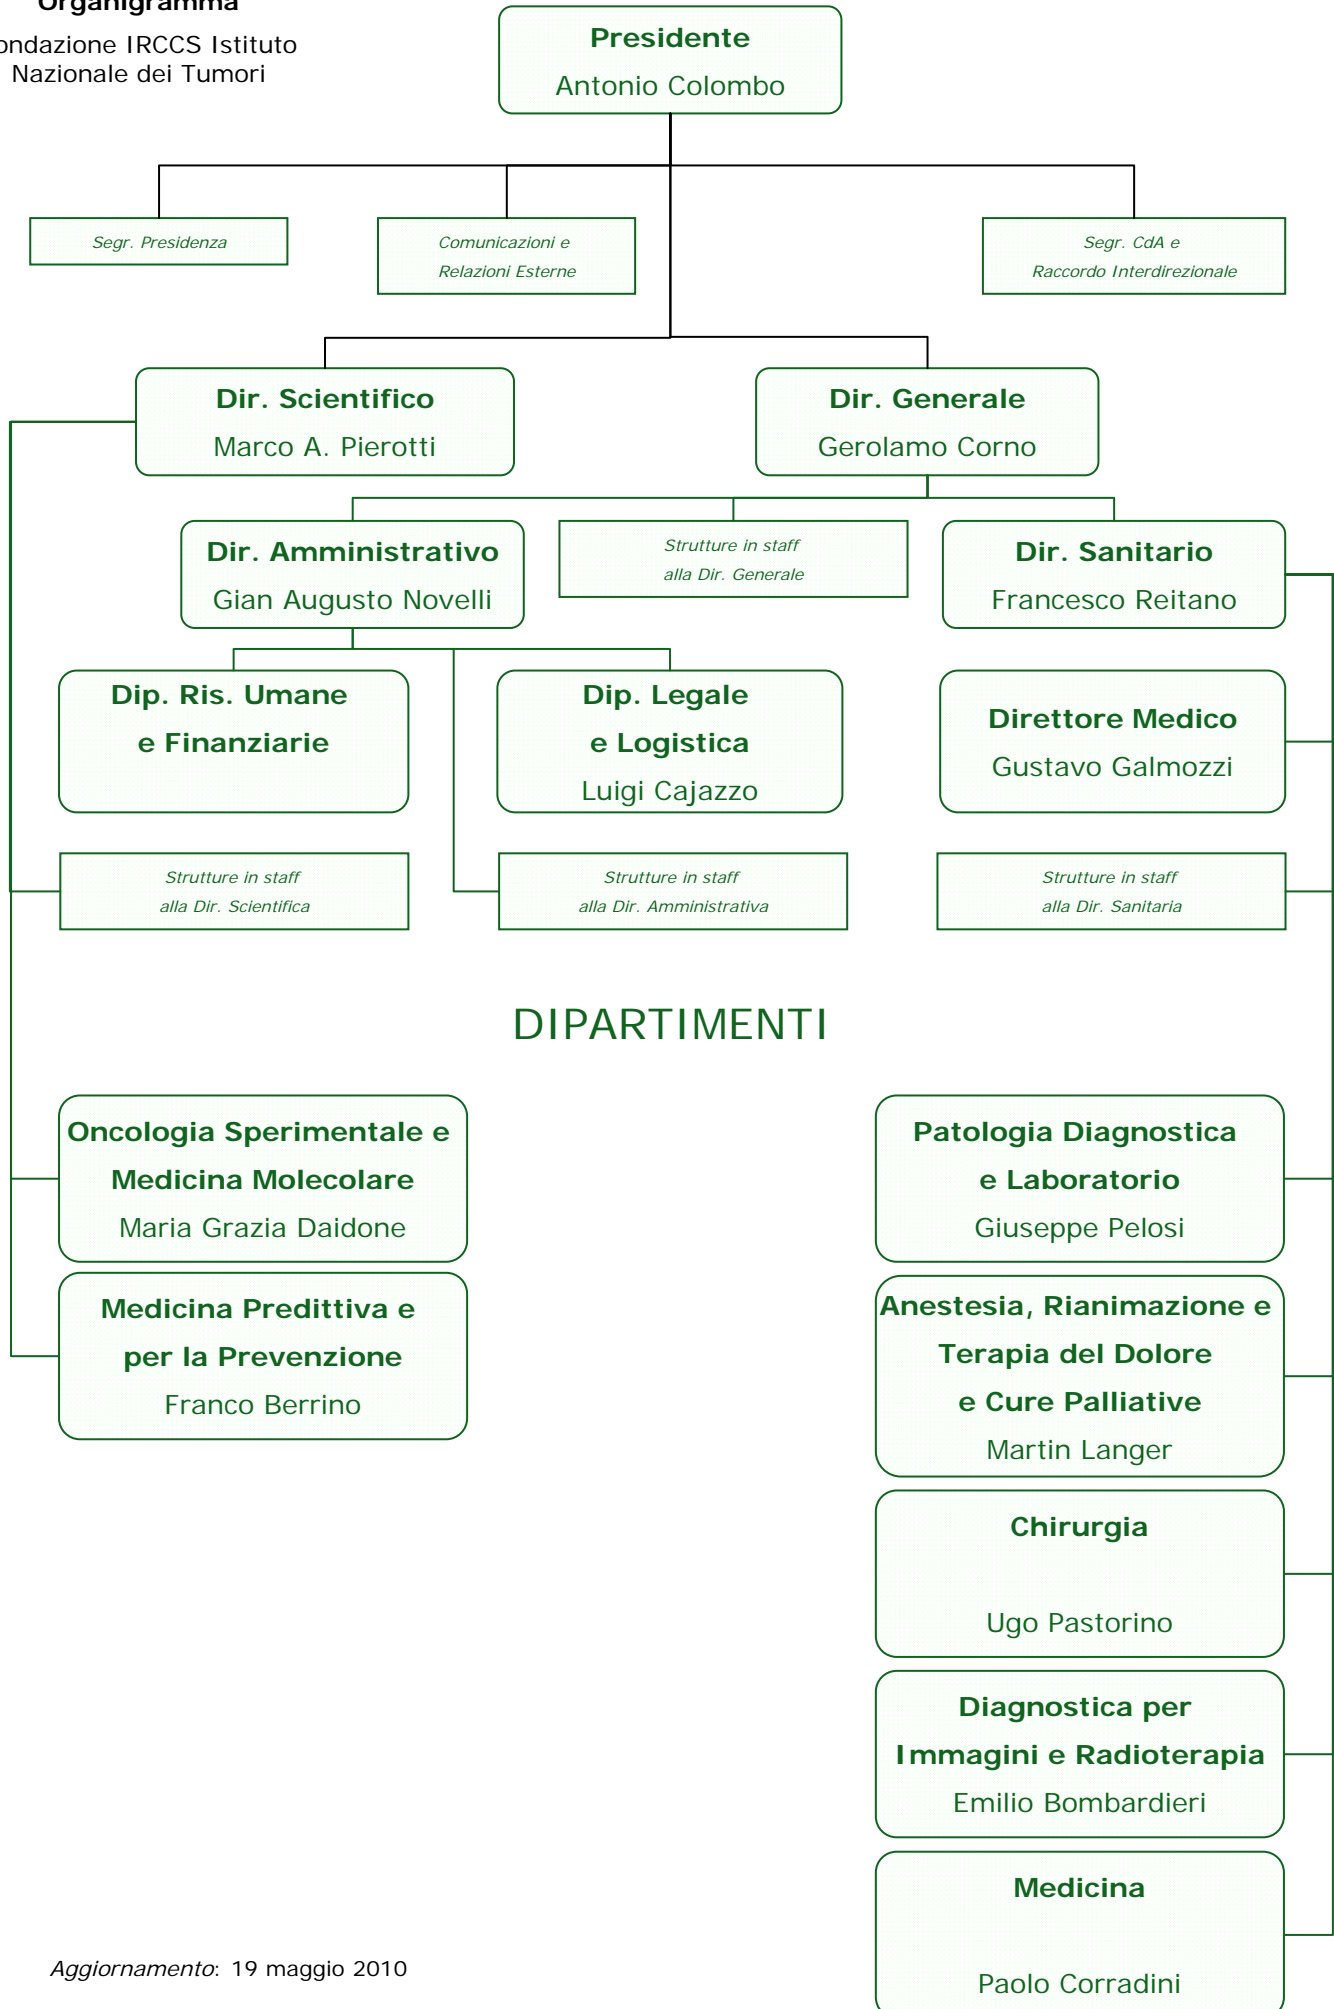 Organigramma
ondazione IRCCS Istituto
Nazionale dei Tumori
Presidente
Antonio Colombo
Segr. Presidenza
Comunicazioni e
Relazioni Esterne
Segr. CdA e
Raccordo Interdirezionale
Dir. Scientifico
Marco A. Pierotti
Dir. Generale
Gerolamo Corno
Dir. Amministrativo
Gian Augusto Novelli
Strutture in staff
alla Dir. Generale
Dir. Sanitario
Francesco Reitano
Dip. Ris. Umane
e Finanziarie
Dip. Legale
e Logistica
Luigi Cajazzo
Direttore Medico
Gustavo Galmozzi
Strutture in staff
alla Dir. Scientifica
Strutture in staff
alla Dir. Amministrativa
Strutture in staff
alla Dir. Sanitaria
DIPARTIMENTI
Oncologia Sperimentale e
Medicina Molecolare
Maria Grazia Daidone
Medicina Predittiva e
per la Prevenzione
Franco Berrino
Patologia Diagnostica
e Laboratorio
Giuseppe Pelosi
Anestesia, Rianimazione e
Terapia del Dolore
e Cure Palliative
Martin Langer
Chirurgia
Ugo Pastorino
Diagnostica per
Immagini e Radioterapia
Emilio Bombardieri
Medicina
Paolo Corradini
Aggiornamento: 19 maggio 2010